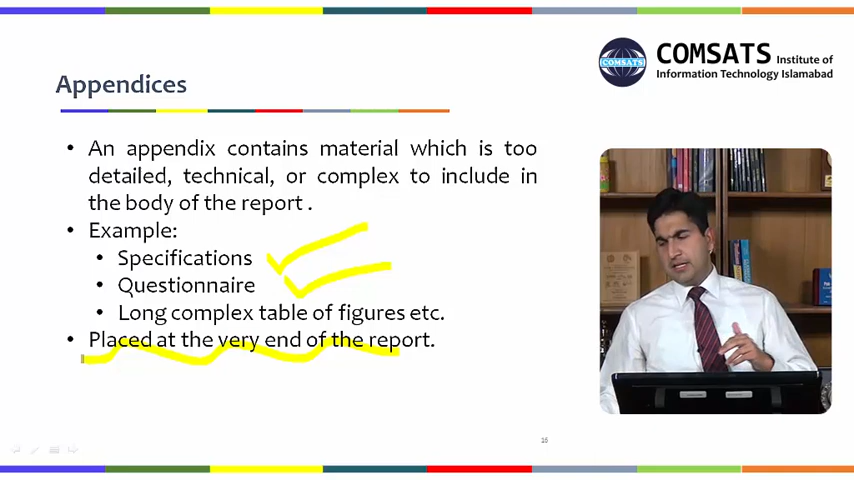 COMSATS Institute of
COMSATS Information Technology Islamabad
Appendices
• An appendix contains material which is too
detailed, technical, or complex to include in
the body of the report .
• Example:
• Specifications
• Questionnaire
• Long complex table of figures etc.
• Placed at the very end of the report.
16